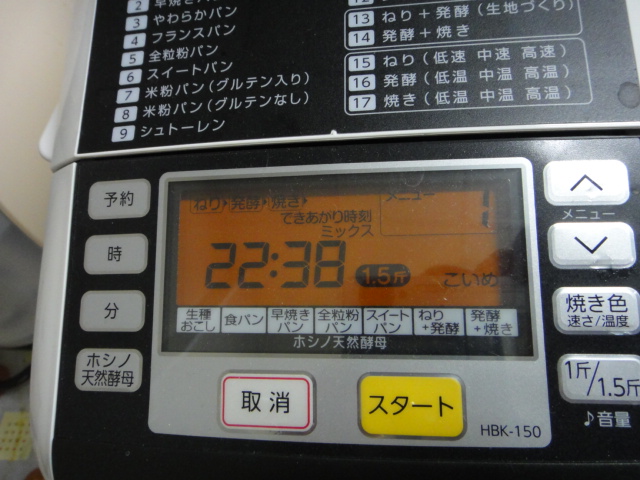 2 早焼きパン
3 やわらかパン
4 フランスパン
5 全粒粉パン
6 スイートパン
7 米粉パン(グルテン入り)
8 米粉パン(グルテンなし)
9 シュトーレン
12
13 ねり+発酵(生地づくり)
14 発酵+焼き
15 ねり(低速 中速 高速)
16 発酵(低温 中温 高温)
17 焼き(低温 中温 高温)
予約
時
分
ホシノ
天然酵母
ねり 発酵 焼き
できあがり時刻
ミックス
メニュー
1
22:38
1.5斤
こいめ
生種
おこし
食パン
早焼き
パン
全粒粉
パン
スイート
パン
ねり
+発酵
発酵
+焼き
ホシノ天然酵母
取消
スタート
HBK-150
メニュー
焼き色
速さ/温度
1斤/1.5斤
♪音量